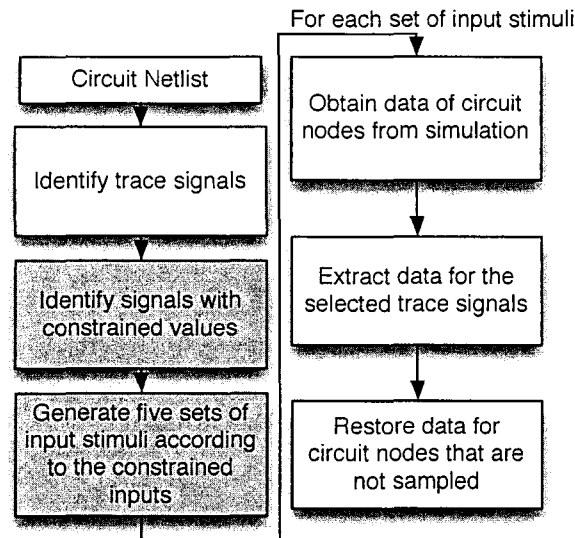 Circuit Netlist
Identify trace signals
Identify signals with
constrained values
Generate five sets of
input stimuli according
to the constrained
inputs
For each set of input stimuli
Obtain data of circuit
nodes from simulation
Extract data for the
selected trace signals
Restore data for
circuit nodes that are
not sampled